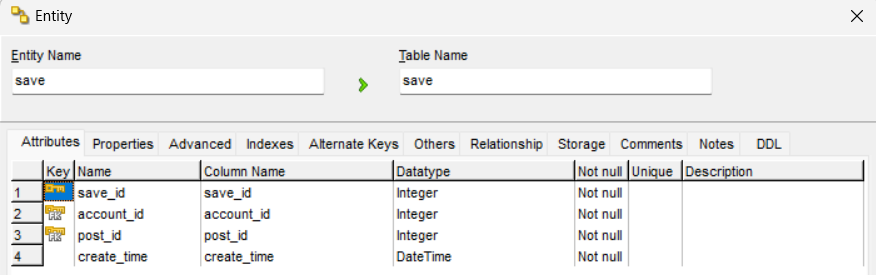 Entity
Entity Name
Table Name
save
save
Attributes Properties Advanced Indexes Alternate Keys Others Relationship Storage Comments Notes DDL
Key Name Column Name Datatype Not null Unique Description
1 save_id save_id Integer Not null
2 FK account_id account_id Integer Not null
3 FK post_id post_id Integer Not null
4 create_time create_time DateTime Not null